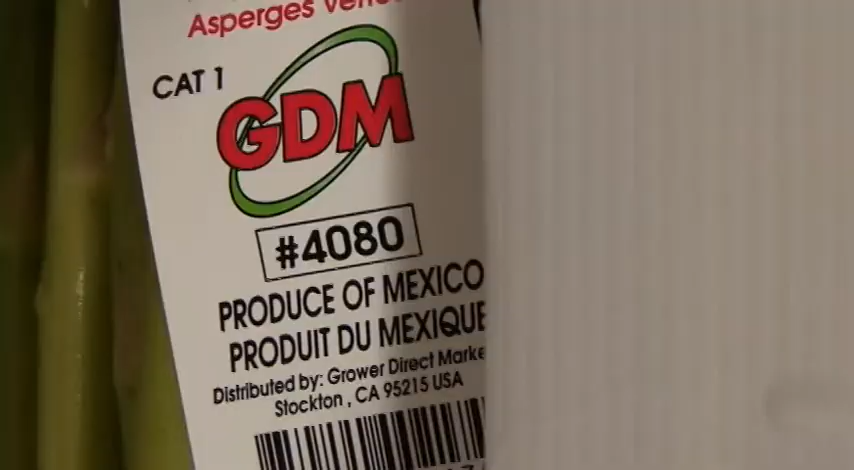 Asperges
CAT 1
GDM
#4080
PRODUCE OF MEXICO
PRODUIT DU MEXIQUE
Distributed by: Grower Direct Marke
Stockton , CA 95215 USA